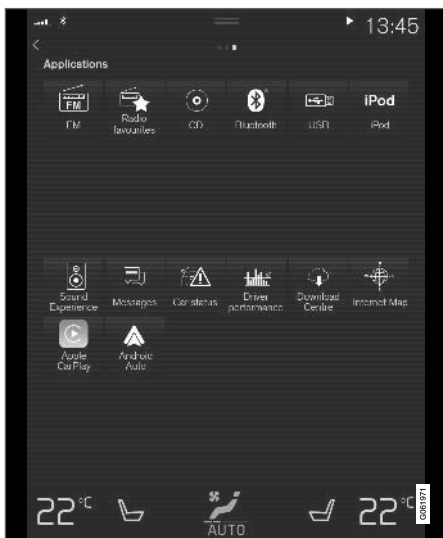 13:45
Applications
FM
iPod
FM
Radio
favourites
CD
Bluetooth
USB
iPod
Sound
Experience
Messages
Car status
Driver
performance
Download
Centre
Internet Map
Apple
CarPlay
Android
Auto
22°C
AUTO
22°C
G061971